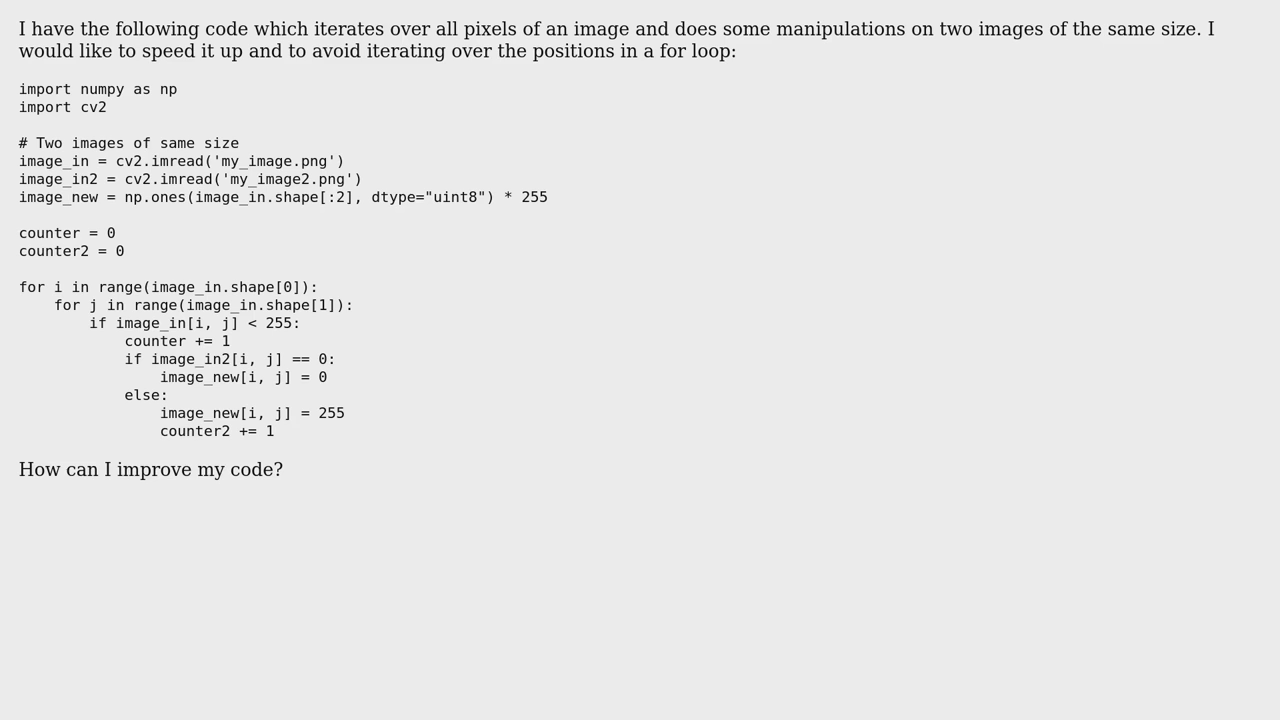 I have the following code which iterates over all pixels of an image and does some manipulations on two images of the same size. I
would like to speed it up and to avoid iterating over the positions in a for loop:
import numpy as np
import cv2
# Two images of same size
image_in = cv2.imread('my_image.png')
image_in2 = cv2.imread('my_image2.png')
image_new = np.ones(image_in.shape[:2], dtype="uint8") * 255
counter = 0
counter2 = 0
for i in range(image_in.shape[0]):
    for j in range(image_in.shape[1]):
        if image_in[i, j] < 255:
            counter += 1
            if image_in2[i, j] == 0:
                image_new[i, j] = 0
            else:
                image_new[i, j] = 255
                counter2 += 1
How can I improve my code?